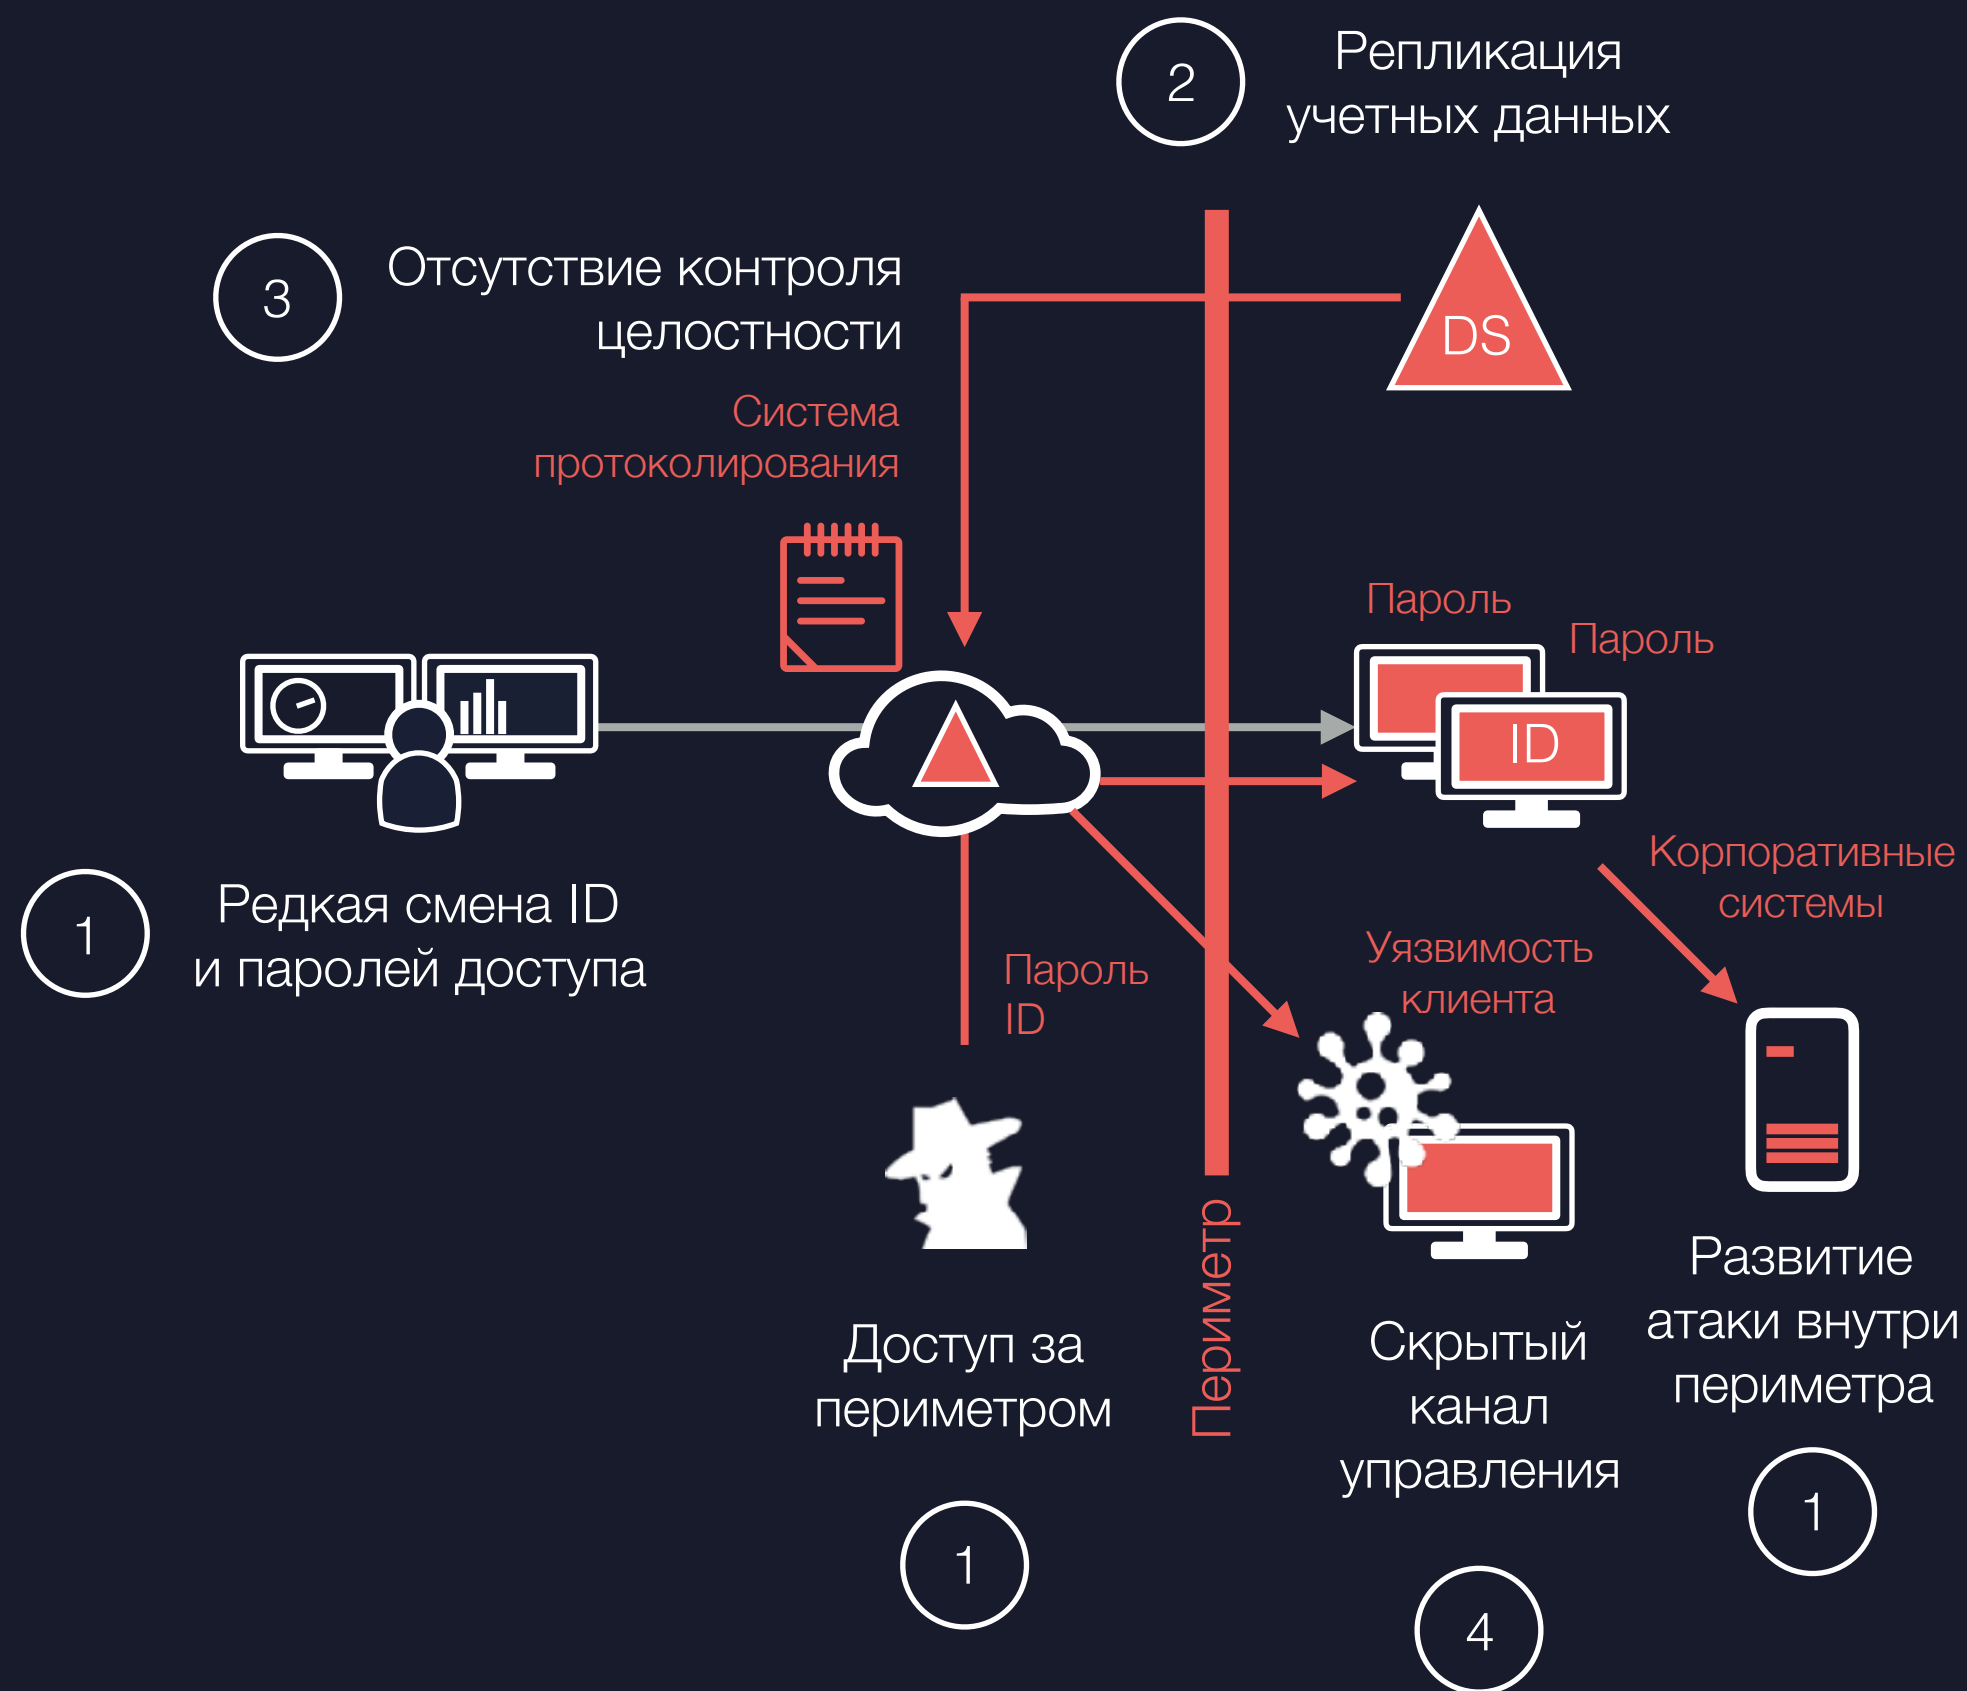 2
Репликация
учетных данных
3
Отсутствие контроля
целостности
DS
Система
протоколирования
Пароль
Пароль
ID
1
Редкая смена ID
и паролей доступа
Корпоративные
системы
Пароль
ID
Уязвимость
клиента
Периметр
Доступ за
периметром
1
Скрытый
канал
управления
4
Развитие
атаки внутри
периметра
1